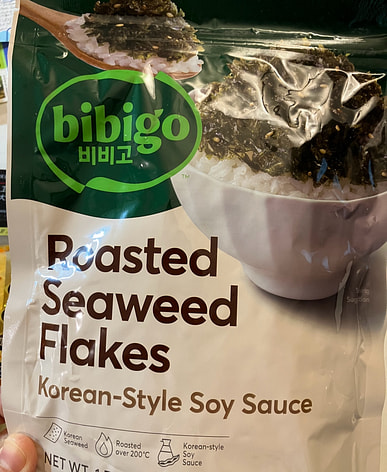 bibigo
비비고
TM
Roasted
Seaweed
Flakes
Korean-Style Soy Sauce
Korean
Seaweed
Roasted
over 200°C
Korean-style
Soy
Sauce
NET